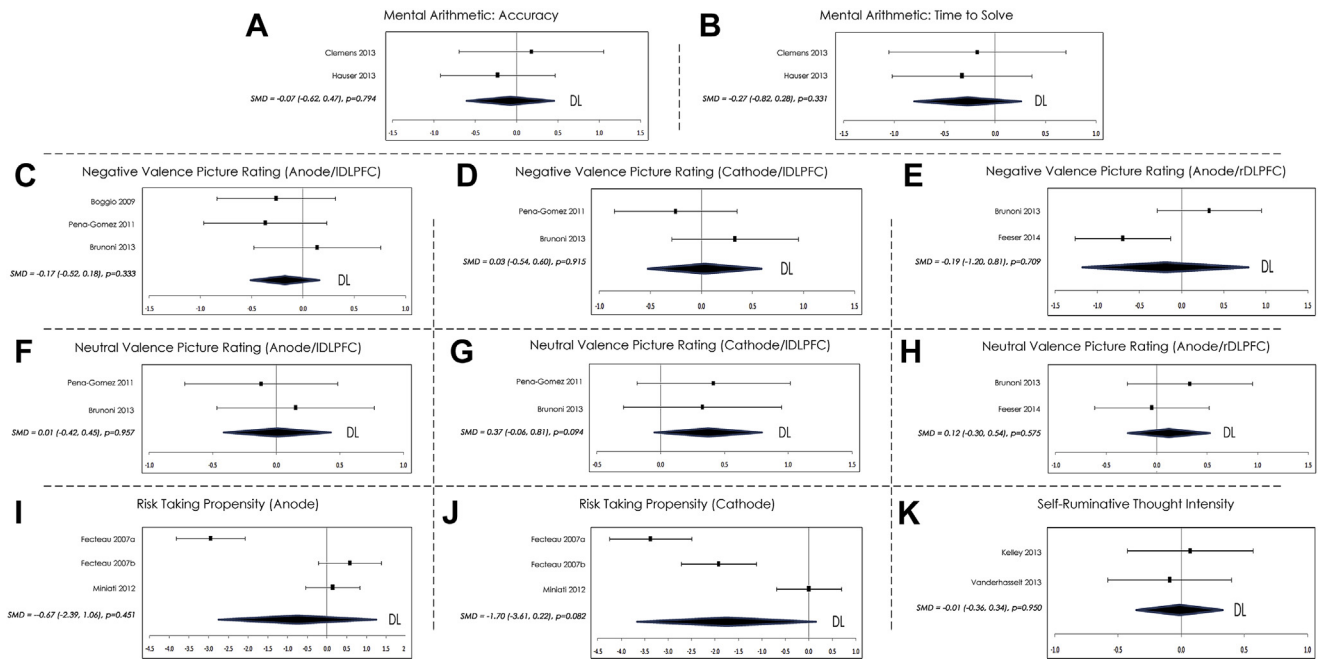 A
Mental Arithmetic: Accuracy
Clemens 2013
Hauser 2013
SMD = -0.07 (-0.62, 0.47), p=0.794
DL
-1.5 -1.0 -0.5 0.0 0.5 1.0 1.5
B
Mental Arithmetic: Time to Solve
Clemens 2013
Hauser 2013
SMD = -0.27 (-0.82, 0.28), p=0.331
DL
-1.5 -1.0 -0.5 0.0 0.5 1.0
C
Negative Valence Picture Rating (Anode/lDLPFC)
Boggio 2009
Pena-Gomez 2011
Brunoni 2013
SMD = -0.17 (-0.52, 0.18), p=0.333
DL
-1.5 -1.0 -0.5 0.0 0.5 1.0
D
Negative Valence Picture Rating (Cathode/lDLPFC)
Pena-Gomez 2011
Brunoni 2013
SMD = 0.03 (-0.54, 0.60), p=0.915
DL
-1.0 -0.5 0.0 0.5 1.0 1.5
E
Negative Valence Picture Rating (Anode/rDLPFC)
Brunoni 2013
Feeser 2014
SMD = -0.19 (-1.20, 0.81), p=0.709
DL
-1.5 -1.0 -0.5 0.0 0.5 1.0 1.5
F
Neutral Valence Picture Rating (Anode/lDLPFC)
Pena-Gomez 2011
Brunoni 2013
SMD = 0.01 (-0.42, 0.45), p=0.957
DL
-1.0 -0.5 0.0 0.5 1.0
G
Neutral Valence Picture Rating (Cathode/lDLPFC)
Pena-Gomez 2011
Brunoni 2013
SMD = 0.37 (-0.06, 0.81), p=0.094
DL
-0.5 0.0 0.5 1.0 1.5
H
Neutral Valence Picture Rating (Anode/rDLPFC)
Brunoni 2013
Feeser 2014
SMD = 0.12 (-0.30, 0.54), p=0.575
DL
-1.0 -0.5 0.0 0.5 1.0 1.5
I
Risk Taking Propensity (Anode)
Fecteau 2007a
Fecteau 2007b
Miniati 2012
SMD = --0.67 (-2.39, 1.06), p=0.451
DL
-4.5 -4.0 -3.5 -3.0 -2.5 -2.0 -1.5 -1.0 -0.5 0.0 0.5 1 1.5 2
J
Risk Taking Propensity (Cathode)
Fecteau 2007a
Fecteau 2007b
Miniati 2012
SMD = -1.70 (-3.61, 0.22), p=0.082
DL
-4.5 -4.0 -3.5 -3.0 -2.5 -2.0 -1.5 -1.0 -0.5 0.0 0.5 1.0
K
Self-Ruminative Thought Intensity
Kelley 2013
Vanderhasselt 2013
SMD = -0.01 (-0.36, 0.34), p=0.950
DL
-1.0 -0.5 0.0 0.5 1.0